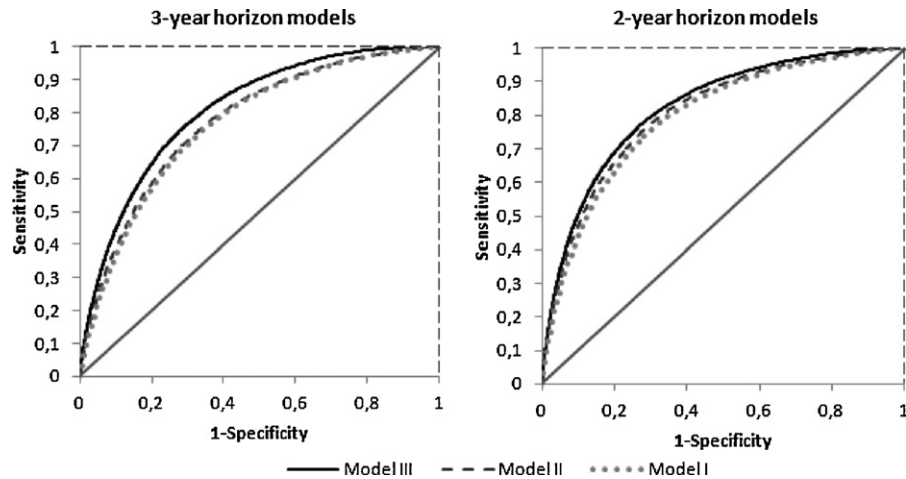 3-year horizon models
1
0,9
0,8
0,7
0,6
0,5
0,4
0,3
0,2
0,1
0
Sensitivity
0 0,2 0,4 0,6 0,8 1
1-Specificity
2-year horizon models
1
0,9
0,8
0,7
0,6
0,5
0,4
0,3
0,2
0,1
0
Sensitivity
0 0,2 0,4 0,6 0,8 1
1-Specificity
Model III Model II Model I